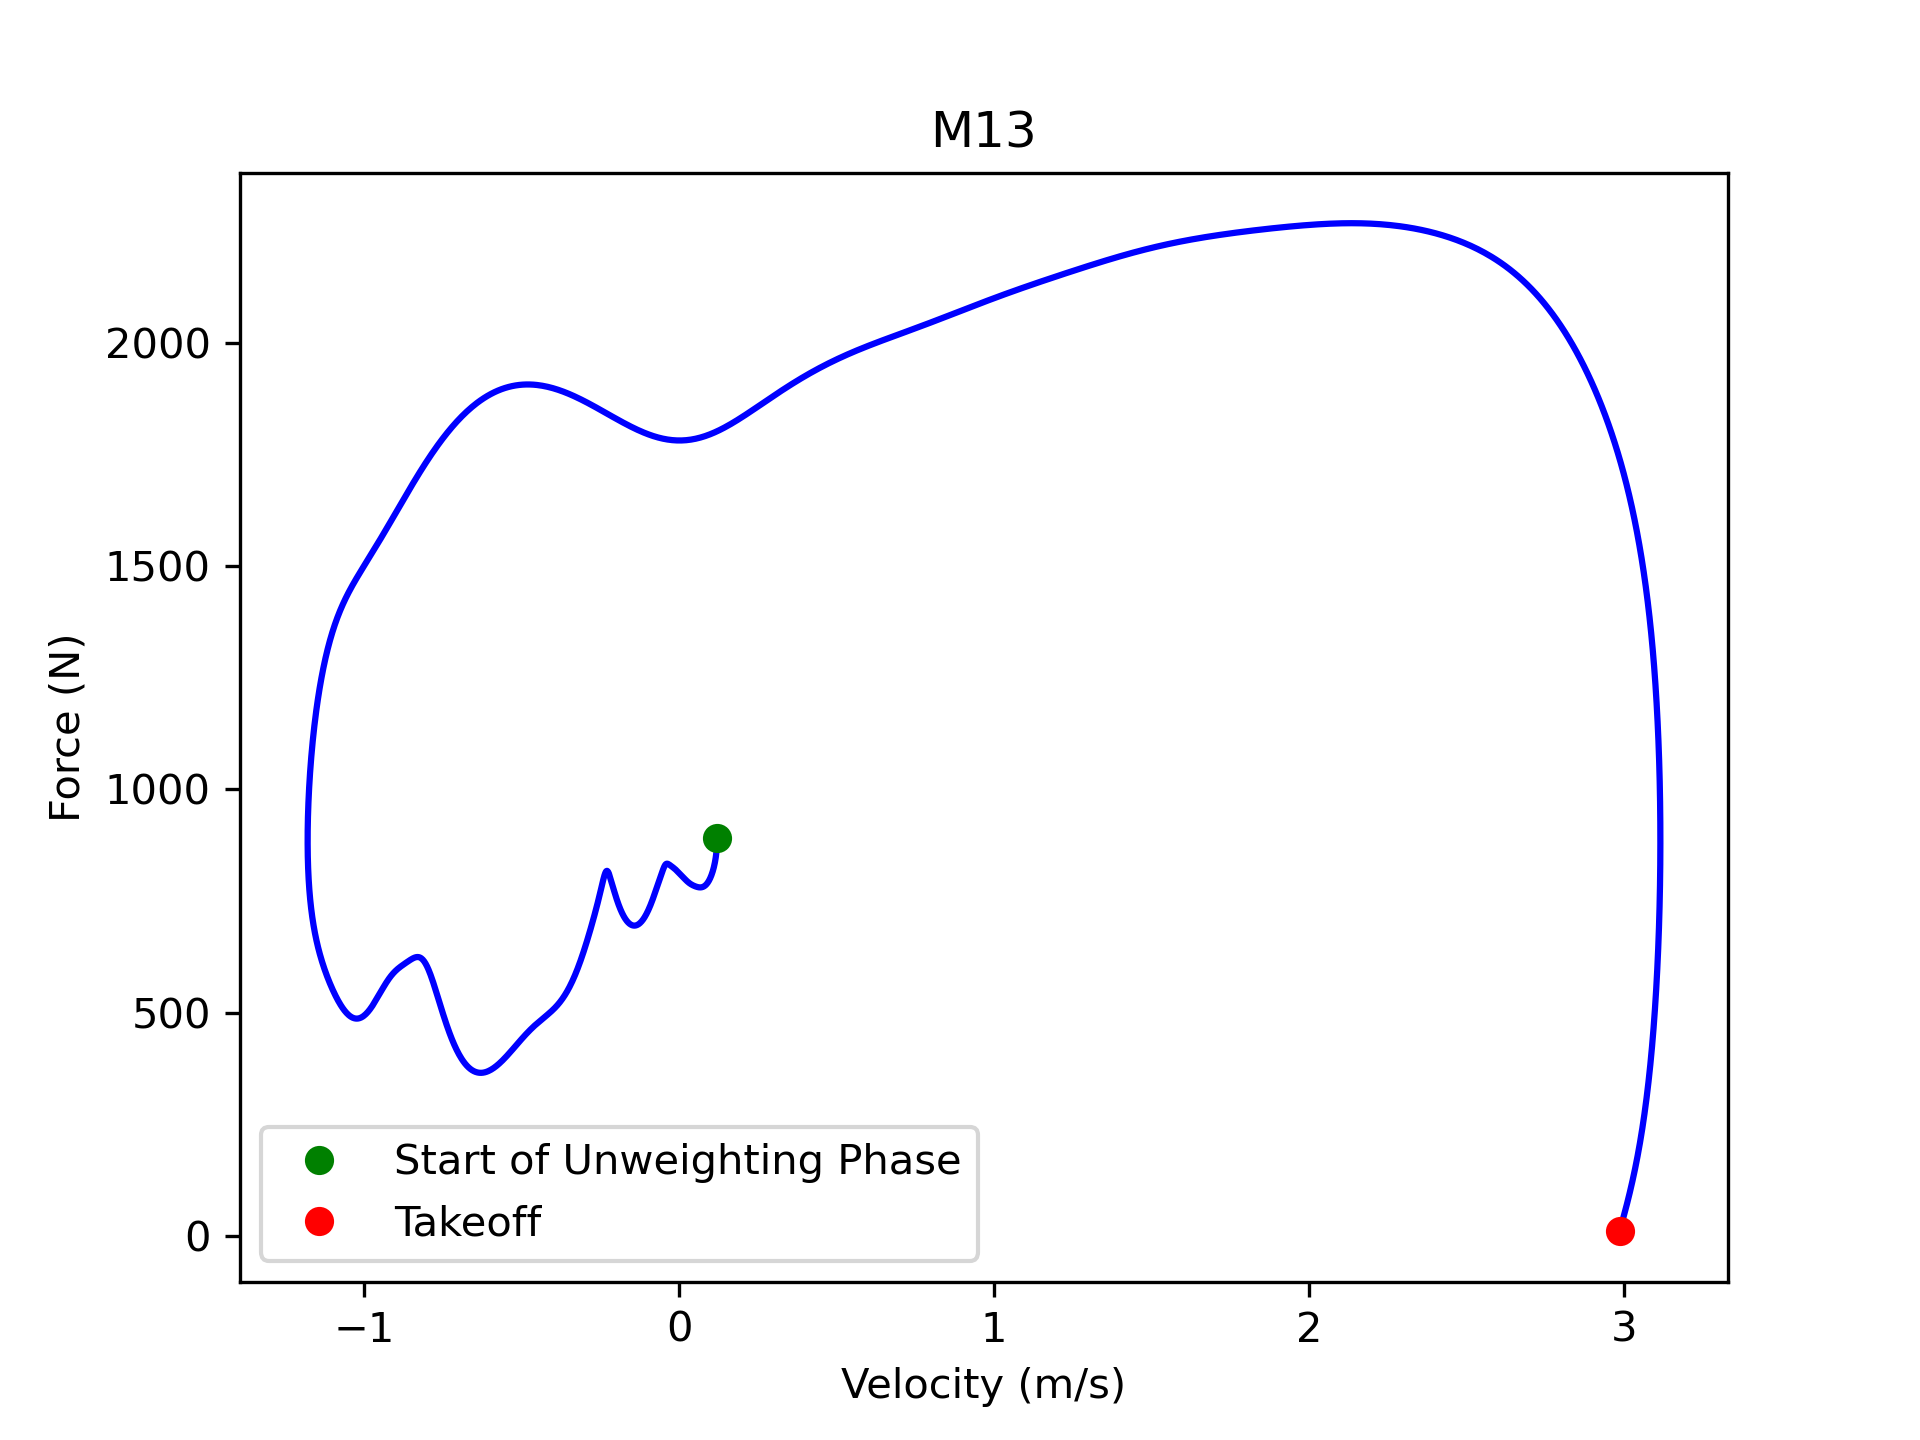 M13
2000
1500
1000
500
0
Force (N)
Start of Unweighting Phase
Takeoff
−1 0 1 2 3
Velocity (m/s)